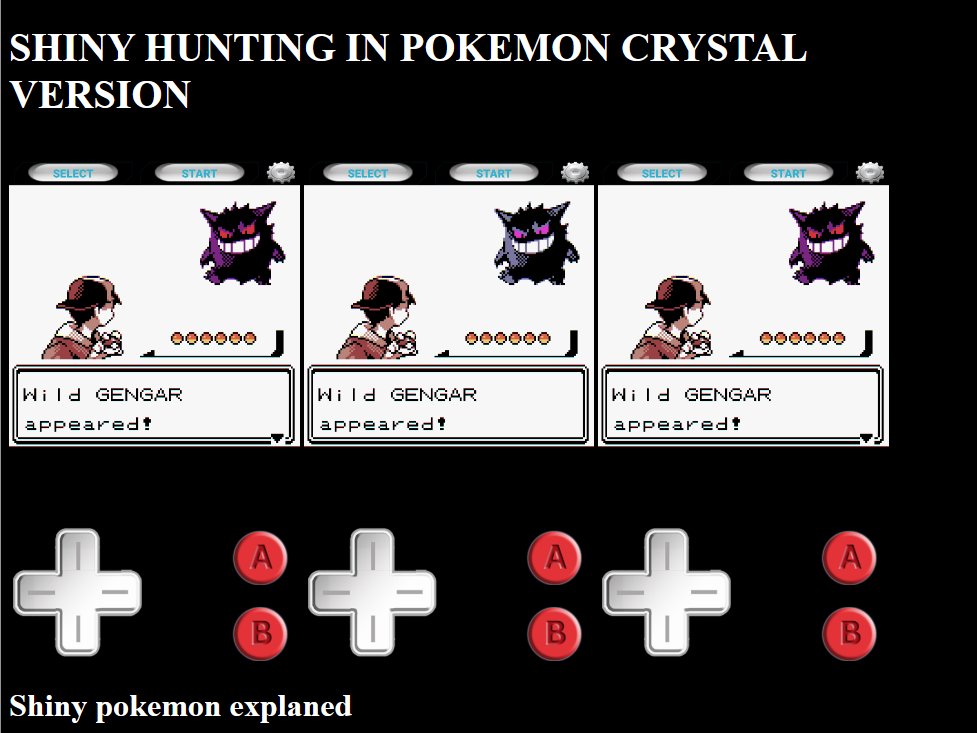 SHINY HUNTING IN POKEMON CRYSTAL
VERSION
SELECT START SELECT START SELECT START
Wild GENGAR Wild GENGAR Wild GENGAR
appeared! appeared! appeared!
A A A
B B B
Shiny pokemon explaned